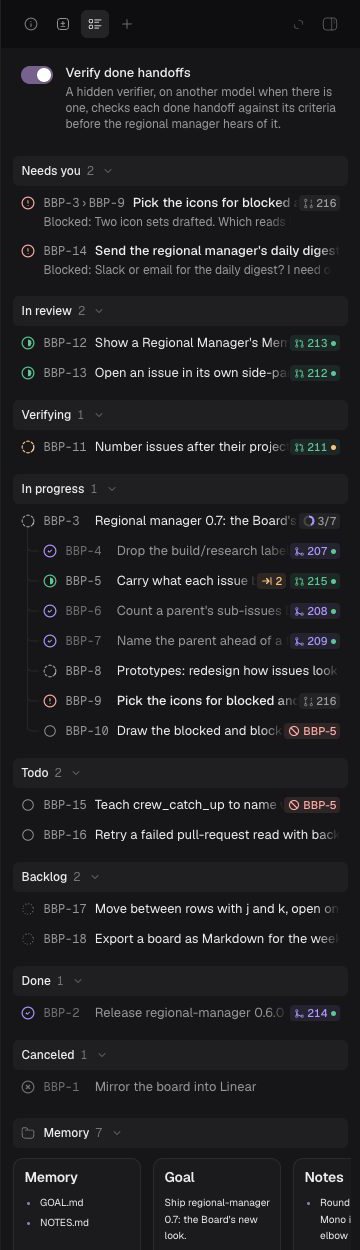 Verify done handoffs
A hidden verifier, on another model when there is
one, checks each done handoff against its criteria
before the regional manager hears of it.
Needs you 2
BBP-3 › BBP-9 Pick the icons for blocked 216
Blocked: Two icon sets drafted. Which reads
BBP-14 Send the regional manager's daily digest
Blocked: Slack or email for the daily digest? I need
In review 2
BBP-12 Show a Regional Manager's 213
BBP-13 Open an issue in its own side-pa 212
Verifying 1
BBP-11 Number issues after their project 211
In progress 1
BBP-3 Regional manager 0.7: the Board's 3/7
BBP-4 Drop the build/research labe 207
BBP-5 Carry what each issue 2 215
BBP-6 Count a parent's sub-issues 208
BBP-7 Name the parent ahead of a 209
BBP-8 Prototypes: redesign how issues look
BBP-9 Pick the icons for blocked and 216
BBP-10 Draw the blocked and block BBP-5
Todo 2
BBP-15 Teach crew_catch_up to name BBP-5
BBP-16 Retry a failed pull-request read with back
Backlog 2
BBP-17 Move between rows with j and k, open on
BBP-18 Export a board as Markdown for the wee
Done 1
BBP-2 Release regional-manager 0.6.0 214
Canceled 1
BBP-1 Mirror the board into Linear
Memory 7
Memory
GOAL.md
NOTES.md
Goal
Ship regional-manager
0.7: the Board's new
look.
Notes
Round
Mono i
elbow